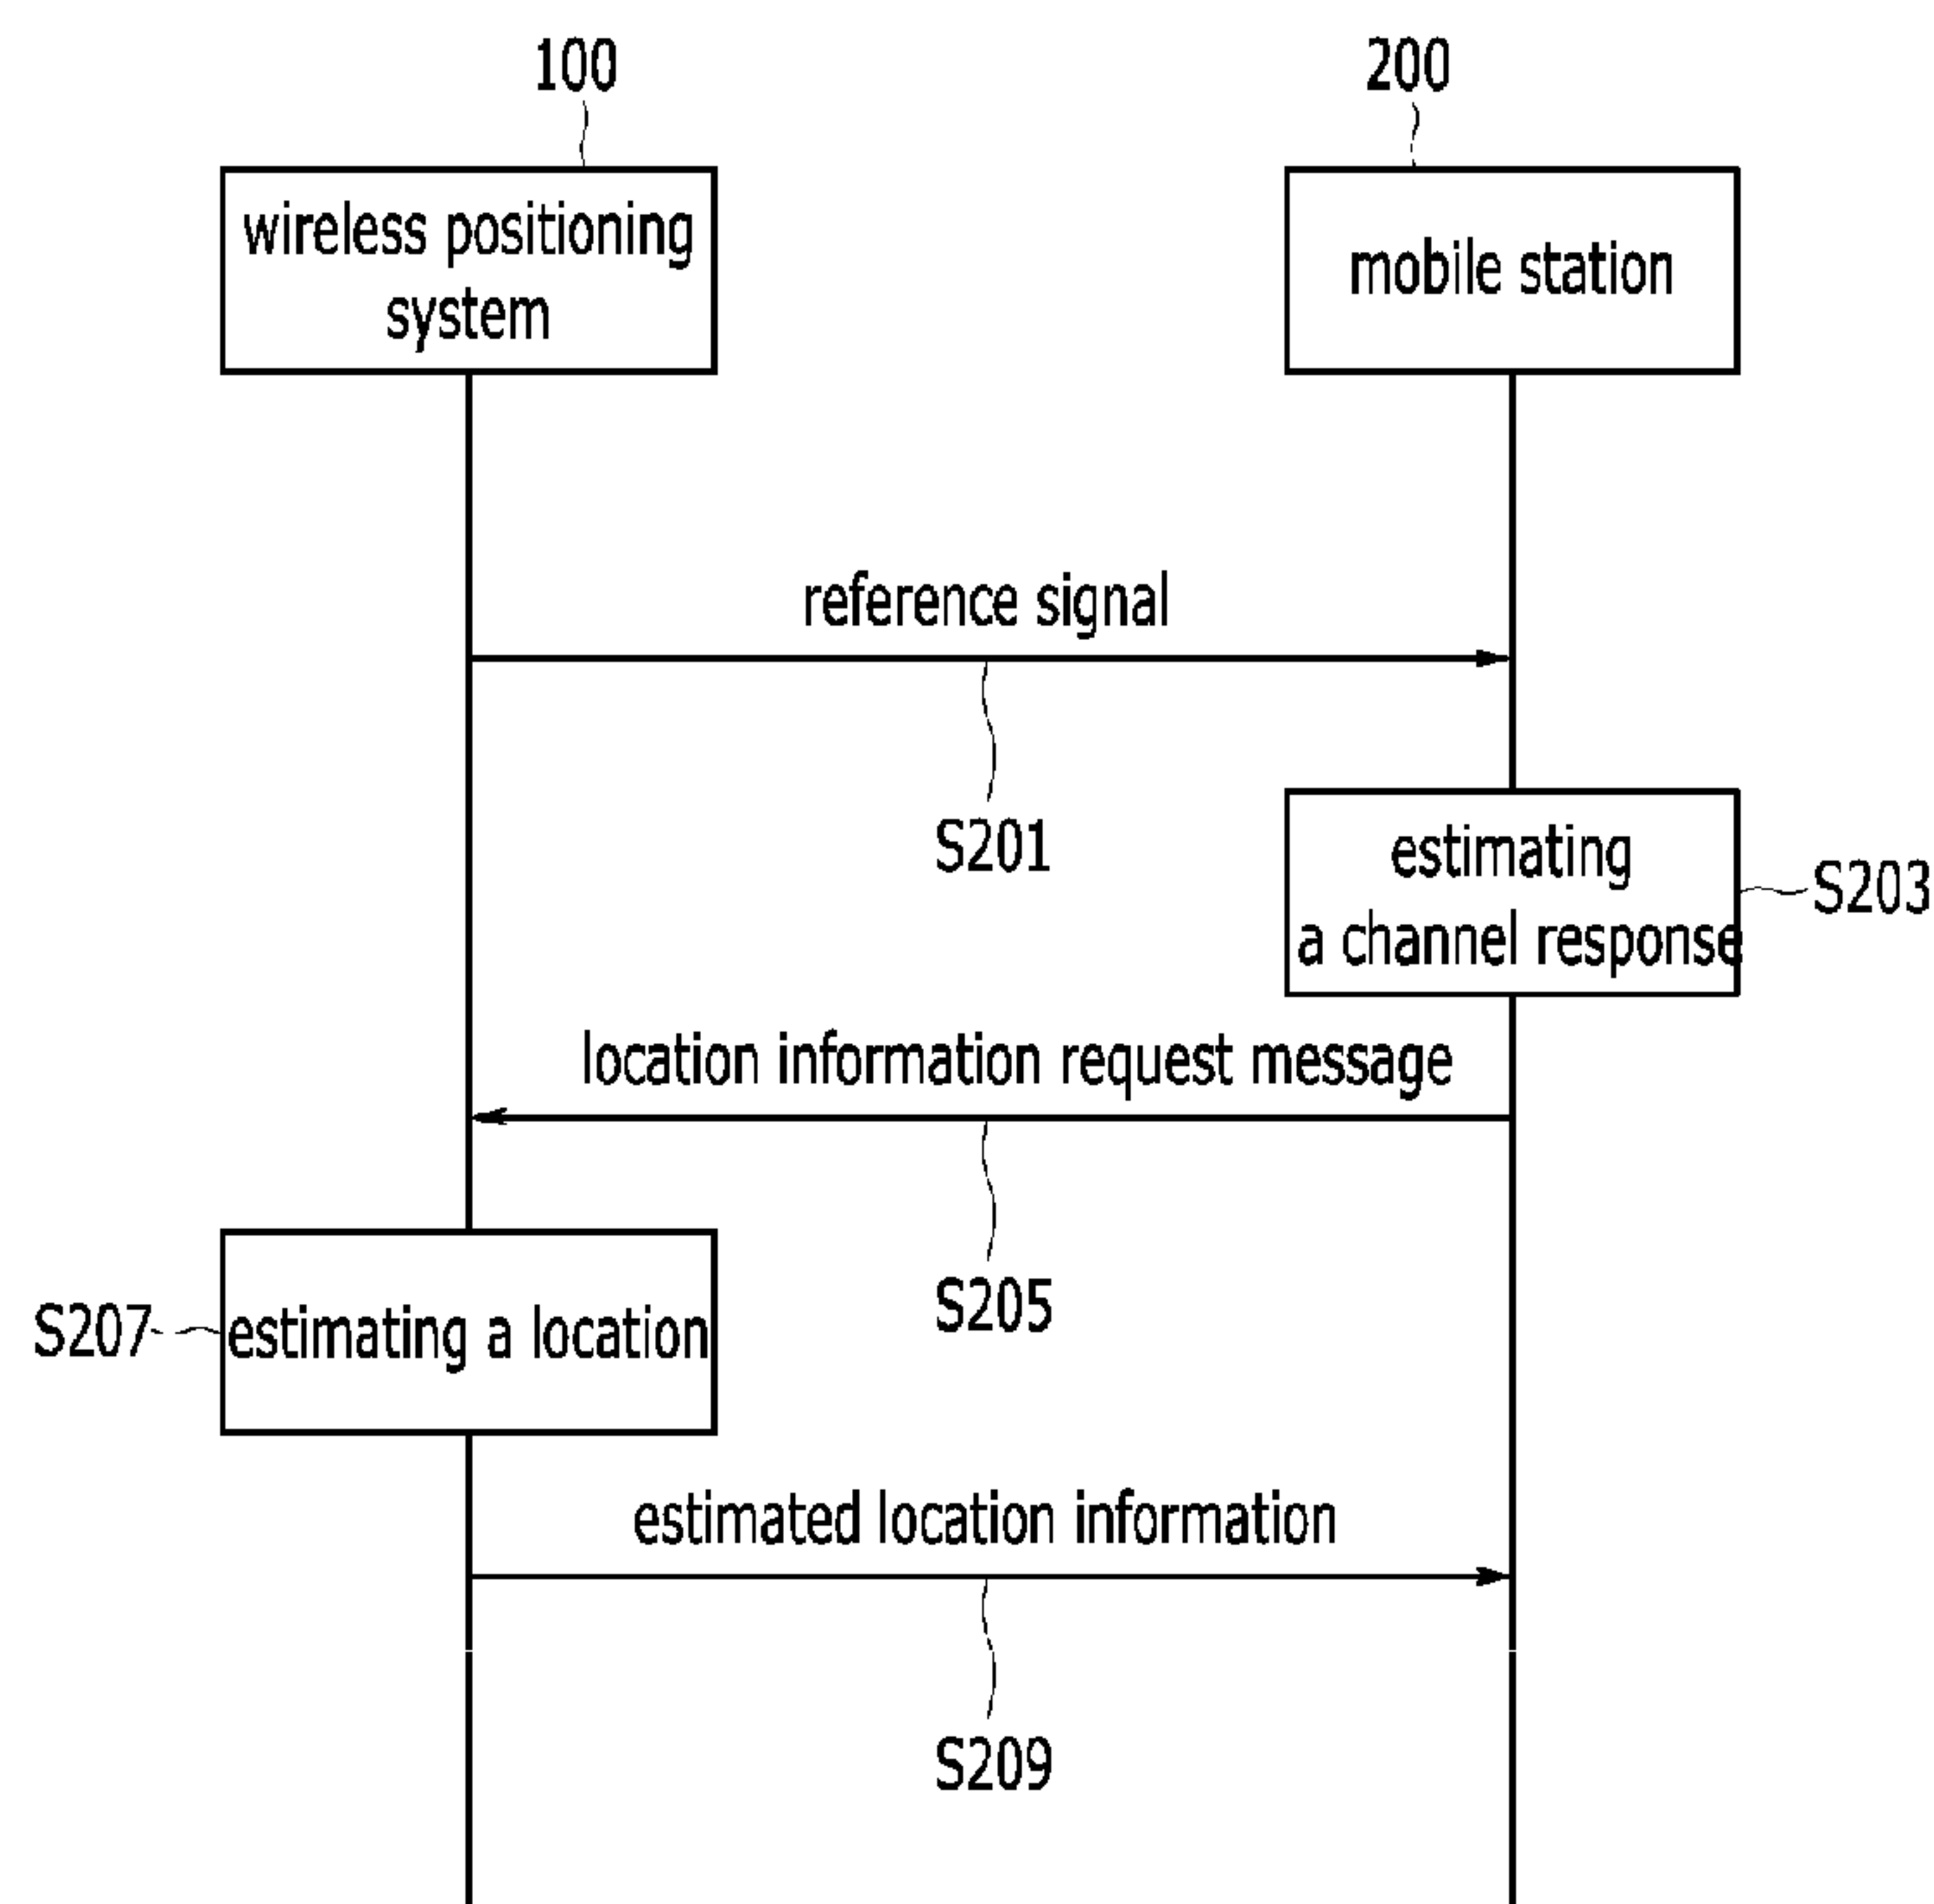 100
200
wireless positioning
system
mobile station
reference signal
S201
estimating
a channel response
S203
location information request message
S205
S207
estimating a location
estimated location information
S209